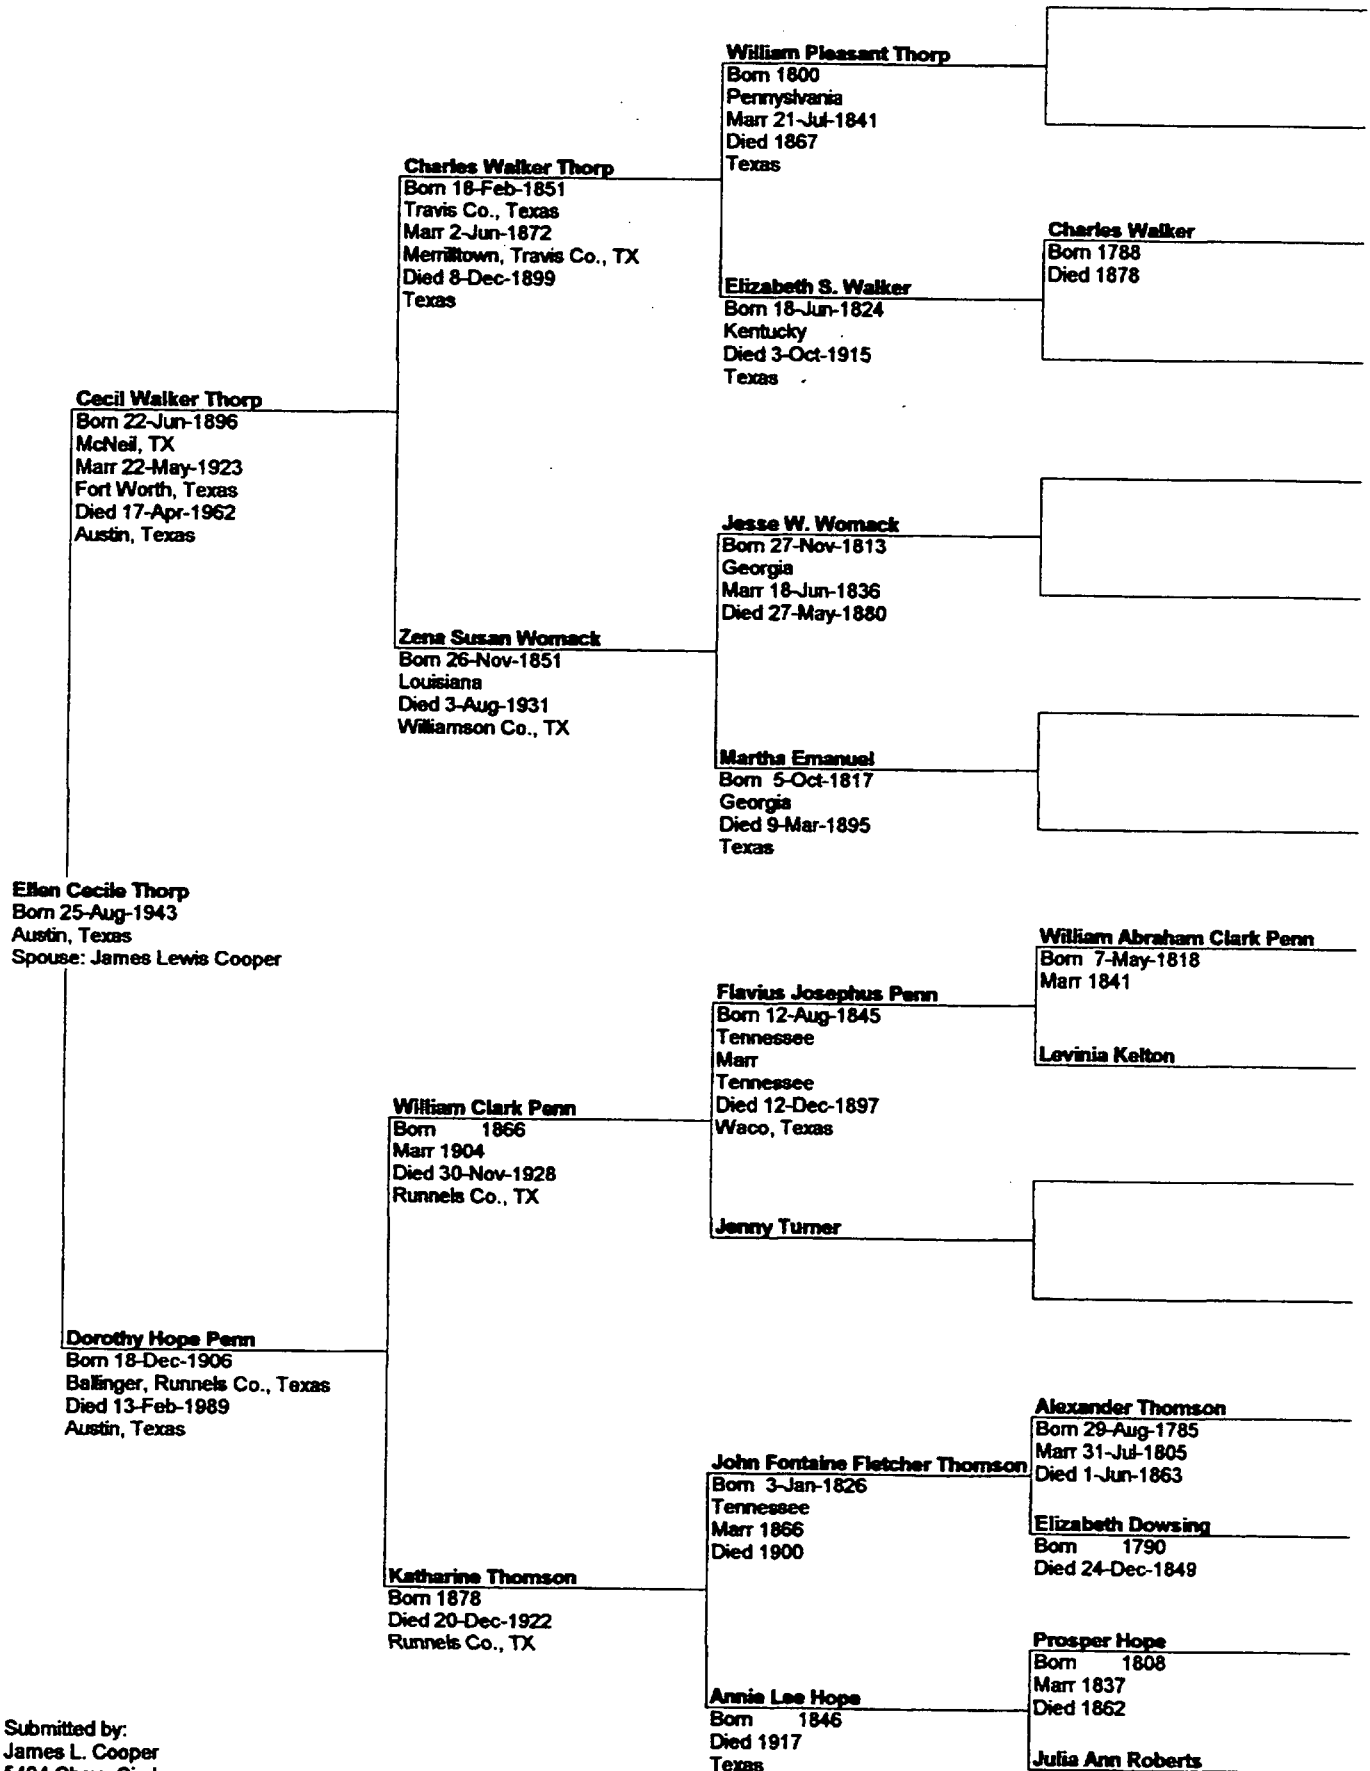 William Pleasant Thorp
Born 1800
Pennyslvania
Marr 21-Jul-1841
Died 1867
Texas
Charles Walker Thorp
Born 18-Feb-1851
Travis Co., Texas
Marr 2-Jun-1872
Merrilltown, Travis Co., TX
Died 8-Dec-1899
Texas
Charles Walker
Born 1788
Died 1878
Elizabeth S. Walker
Born 18-Jun-1824
Kentucky
Died 3-Oct-1915
Texas
Cecil Walker Thorp
Born 22-Jun-1896
McNeil, TX
Marr 22-May-1923
Fort Worth, Texas
Died 17-Apr-1962
Austin, Texas
Jesse W. Womack
Born 27-Nov-1813
Georgia
Marr 18-Jun-1836
Died 27-May-1880
Zena Susan Womack
Born 26-Nov-1851
Louisiana
Died 3-Aug-1931
Williamson Co., TX
Martha Emanuel
Born 5-Oct-1817
Georgia
Died 9-Mar-1895
Texas
Ellen Cecile Thorp
Born 25-Aug-1943
Austin, Texas
Spouse: James Lewis Cooper
William Abraham Clark Penn
Born 7-May-1818
Marr 1841
Flavius Josephus Penn
Born 12-Aug-1845
Tennessee
Marr
Tennessee
Died 12-Dec-1897
Waco, Texas
Levinia Kelton
William Clark Penn
Born 1866
Marr 1904
Died 30-Nov-1928
Runnels Co., TX
Jenny Turner
Dorothy Hope Penn
Born 18-Dec-1906
Ballinger, Runnels Co., Texas
Died 13-Feb-1989
Austin, Texas
Alexander Thomson
Born 29-Aug-1785
Marr 31-Jul-1805
Died 1-Jun-1863
John Fontaine Fletcher Thomson
Born 3-Jan-1826
Tennessee
Marr 1866
Died 1900
Elizabeth Dowsing
Born 1790
Died 24-Dec-1849
Katharine Thomson
Born 1878
Died 20-Dec-1922
Runnels Co., TX
Prosper Hope
Born 1808
Marr 1837
Died 1862
Annie Lee Hope
Born 1846
Died 1917
Texas
Julia Ann Roberts
Submitted by:
James L. Cooper